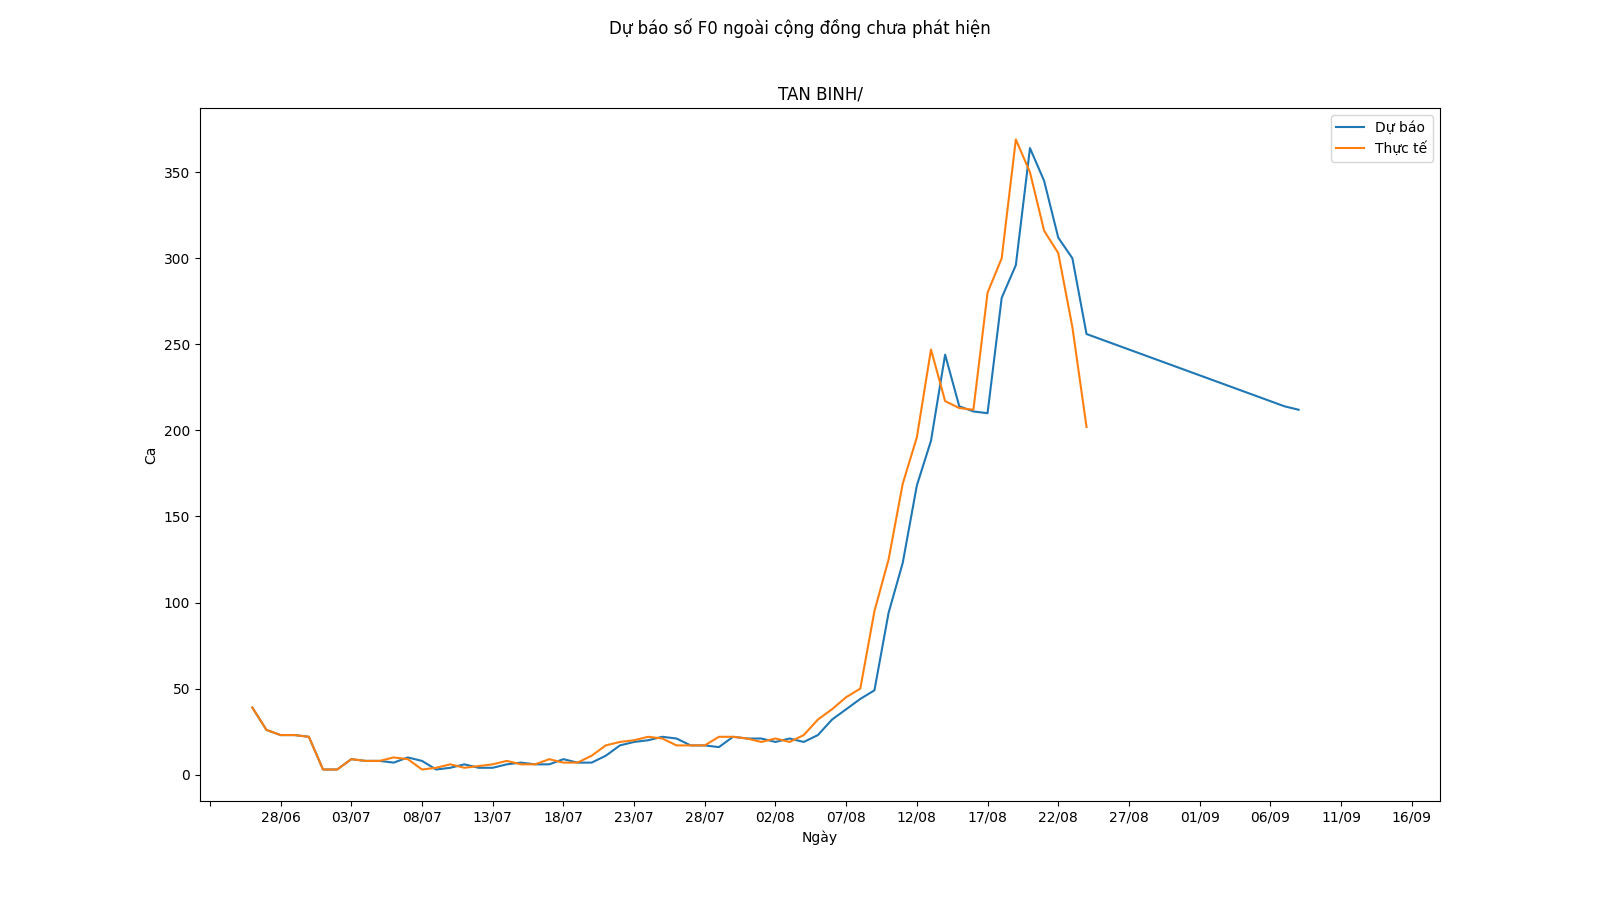 Dự báo số F0 ngoài cộng đồng chưa phát hiện
TAN BINH/
Dự báo
Thực tế
350
300
250
200
150
100
50
0
Ca
28/06 03/07 08/07 13/07 18/07 23/07 28/07 02/08 07/08 12/08 17/08 22/08 27/08 01/09 06/09 11/09 16/09
Ngày